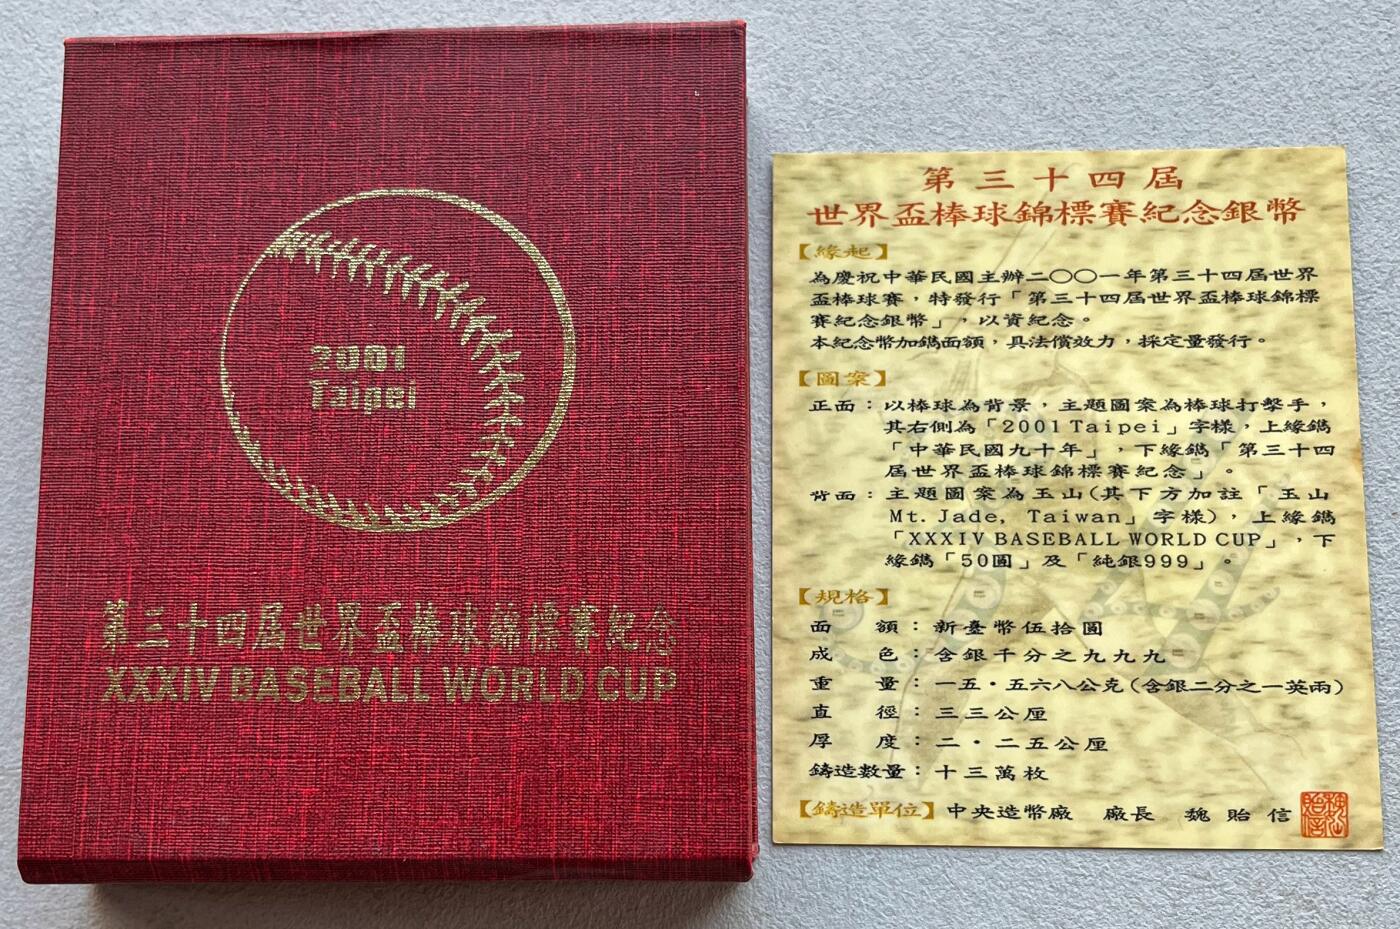 2001
Taipei
第三十四屆世界盃棒球錦標賽紀念
XXXIV BASEBALL WORLD CUP
第三十四屆
世界盃棒球錦標賽紀念銀幣
【緣起】
為慶祝中華民國主辦二〇〇一年第三十四屆世界
盃棒球賽，特發行「第三十四屆世界盃棒球錦標
賽紀念銀幣」，以資紀念。
本紀念幣加鐫面額，具法償效力，採定量發行。
【圖案】
正面：以棒球為背景，主題圖案為棒球打擊手，
其右側為「2001 Taipei」字樣，上緣鐫
「中華民國九十年」，下緣鐫「第三十四
屆世界盃棒球錦標賽紀念」。
背面：主題圖案為玉山(其下方加註「玉山
Mt. Jade, Taiwan」字樣)，上緣鐫
「XXXIV BASEBALL WORLD CUP」，下
緣鐫「50圓」及「純銀999」。
【規格】
面額：新臺幣伍拾圓
成色：含銀千分之九九九
重量：一五・五六八公克(含銀二分之一英兩)
直徑：三三公厘
厚度：二・二五公厘
鑄造數量：十三萬枚
【鑄造單位】中央造幣廠 廠長 魏貽信